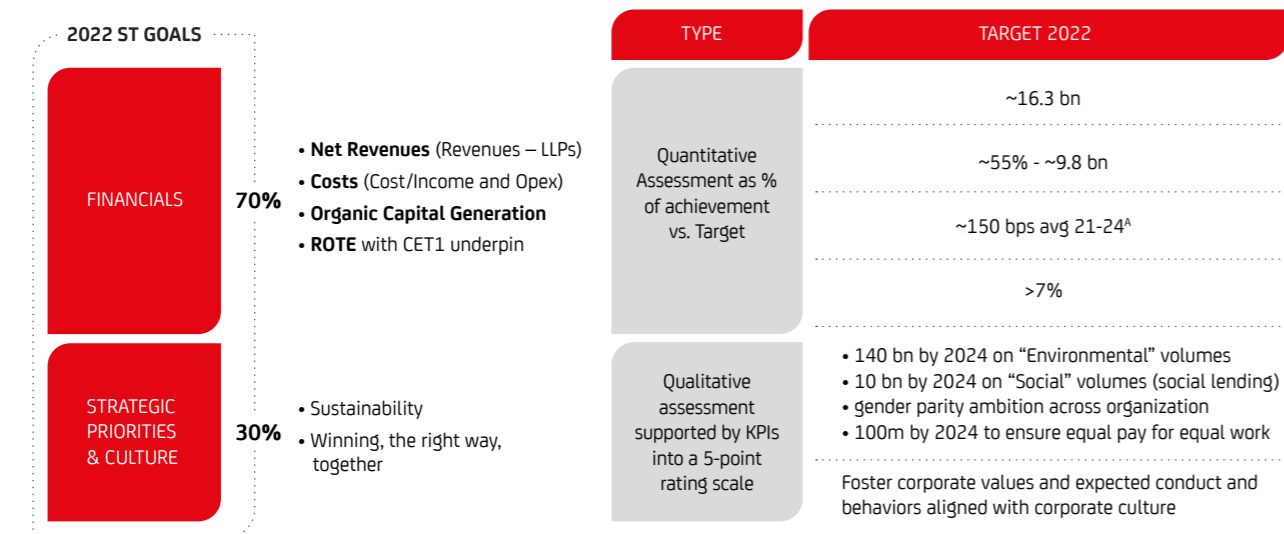 2022 ST GOALS
TYPE
TARGET 2022
FINANCIALS
70%
• Net Revenues (Revenues – LLPs)
• Costs (Cost/Income and Opex)
• Organic Capital Generation
• ROTE with CET1 underpin
Quantitative
Assessment as %
of achievement
vs. Target
~16.3 bn
~55% - ~9.8 bn
~150 bps avg 21-24ᴬ
>7%
STRATEGIC
PRIORITIES
& CULTURE
30%
• Sustainability
• Winning, the right way,
together
Qualitative
assessment
supported by KPIs
into a 5-point
rating scale
• 140 bn by 2024 on “Environmental” volumes
• 10 bn by 2024 on “Social” volumes (social lending)
• gender parity ambition across organization
• 100m by 2024 to ensure equal pay for equal work
Foster corporate values and expected conduct and
behaviors aligned with corporate culture